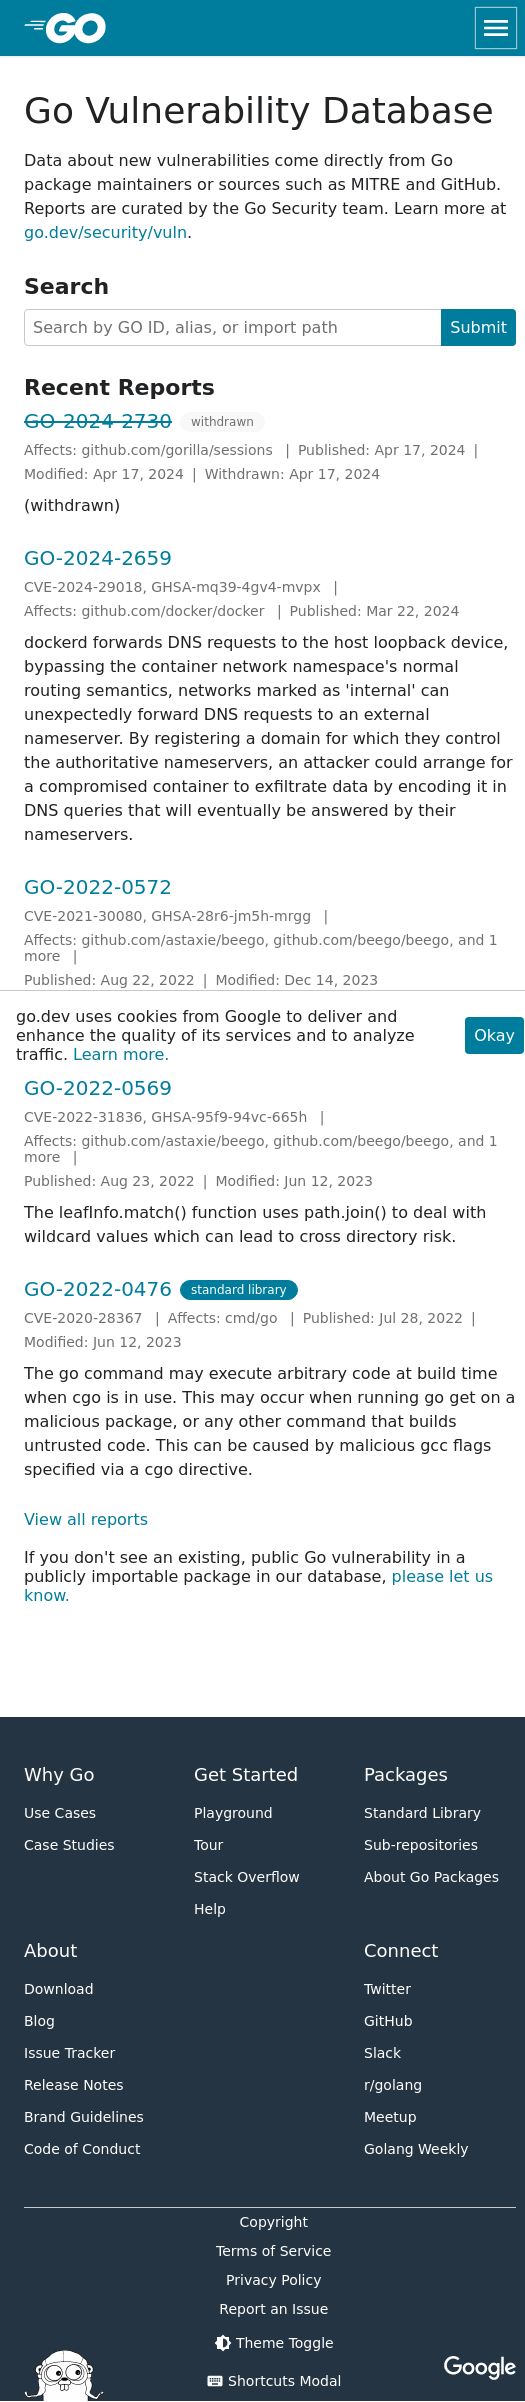 GO
Go Vulnerability Database
Data about new vulnerabilities come directly from Go
package maintainers or sources such as MITRE and GitHub.
Reports are curated by the Go Security team. Learn more at
go.dev/security/vuln.
Search
Search by GO ID, alias, or import path
Submit
Recent Reports
GO-2024-2730 withdrawn
Affects: github.com/gorilla/sessions | Published: Apr 17, 2024 |
Modified: Apr 17, 2024 | Withdrawn: Apr 17, 2024
(withdrawn)
GO-2024-2659
CVE-2024-29018, GHSA-mq39-4gv4-mvpx |
Affects: github.com/docker/docker | Published: Mar 22, 2024
dockerd forwards DNS requests to the host loopback device,
bypassing the container network namespace's normal
routing semantics, networks marked as 'internal' can
unexpectedly forward DNS requests to an external
nameserver. By registering a domain for which they control
the authoritative nameservers, an attacker could arrange for
a compromised container to exfiltrate data by encoding it in
DNS queries that will eventually be answered by their
nameservers.
GO-2022-0572
CVE-2021-30080, GHSA-28r6-jm5h-mrgg |
Affects: github.com/astaxie/beego, github.com/beego/beego, and 1
more |
Published: Aug 22, 2022 | Modified: Dec 14, 2023
go.dev uses cookies from Google to deliver and
enhance the quality of its services and to analyze
traffic. Learn more.
Okay
GO-2022-0569
CVE-2022-31836, GHSA-95f9-94vc-665h |
Affects: github.com/astaxie/beego, github.com/beego/beego, and 1
more |
Published: Aug 23, 2022 | Modified: Jun 12, 2023
The leafInfo.match() function uses path.join() to deal with
wildcard values which can lead to cross directory risk.
GO-2022-0476 standard library
CVE-2020-28367 | Affects: cmd/go | Published: Jul 28, 2022 |
Modified: Jun 12, 2023
The go command may execute arbitrary code at build time
when cgo is in use. This may occur when running go get on a
malicious package, or any other command that builds
untrusted code. This can be caused by malicious gcc flags
specified via a cgo directive.
View all reports
If you don't see an existing, public Go vulnerability in a
publicly importable package in our database, please let us
know.
Why Go
Use Cases
Case Studies
Get Started
Playground
Tour
Stack Overflow
Help
Packages
Standard Library
Sub-repositories
About Go Packages
About
Download
Blog
Issue Tracker
Release Notes
Brand Guidelines
Code of Conduct
Connect
Twitter
GitHub
Slack
r/golang
Meetup
Golang Weekly
Copyright
Terms of Service
Privacy Policy
Report an Issue
Theme Toggle
Shortcuts Modal
Google